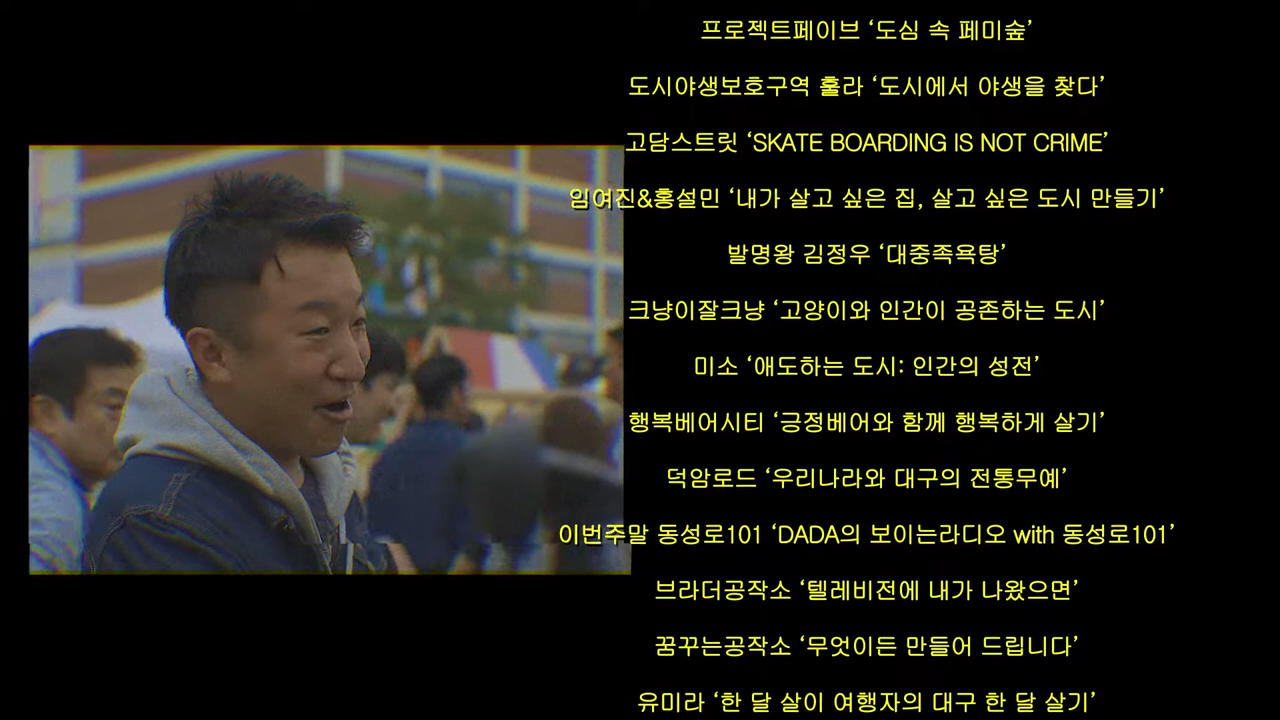 프로젝트페이브 ‘도심 속 페미숲’
도시야생보호구역 훌라 ‘도시에서 야생을 찾다’
고담스트릿 ‘SKATE BOARDING IS NOT CRIME’
임여진&홍설민 ‘내가 살고 싶은 집, 살고 싶은 도시 만들기’
발명왕 김정우 ‘대중족욕탕’
크냥이잘크냥 ‘고양이와 인간이 공존하는 도시’
미소 ‘애도하는 도시: 인간의 성전’
행복베어시티 ‘긍정베어와 함께 행복하게 살기’
덕암로드 ‘우리나라와 대구의 전통무예’
이번주말 동성로101 ‘DADA의 보이는라디오 with 동성로101’
브라더공작소 ‘텔레비전에 내가 나왔으면’
꿈꾸는공작소 ‘무엇이든 만들어 드립니다’
유미라 ‘한 달 살이 여행자의 대구 한 달 살기’